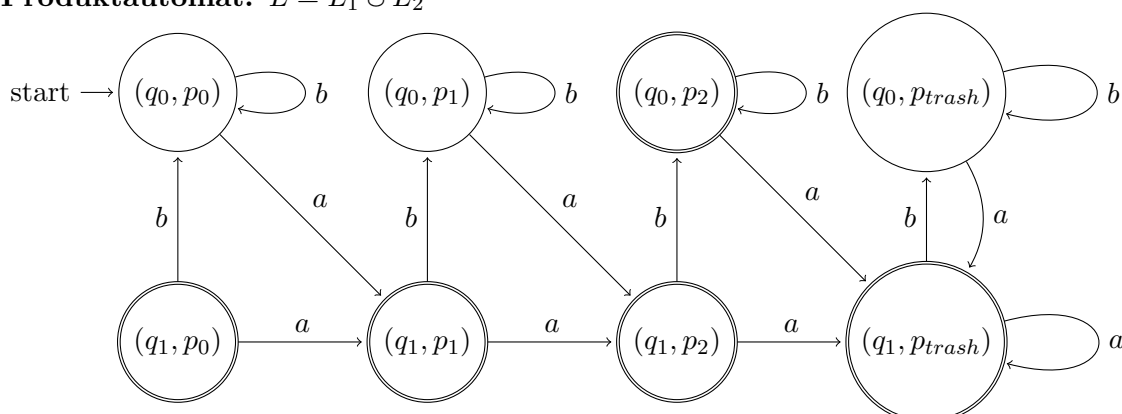 Produktautomat: L = L₁ ∪ L₂
start (q₀, p₀) b (q₀, p₁) b (q₀, p₂) b (q₀, p_trash) b
a a a
b b b b a
(q₁, p₀) a (q₁, p₁) a (q₁, p₂) a (q₁, p_trash) a